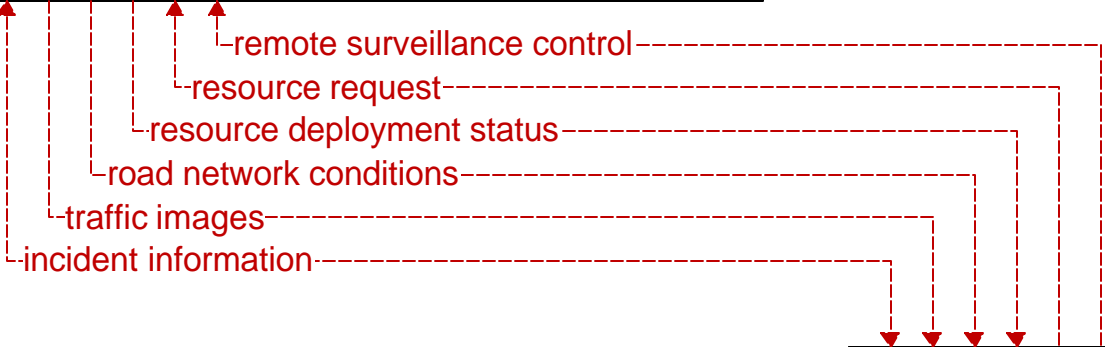 remote surveillance control
resource request
resource deployment status
road network conditions
traffic images
incident information